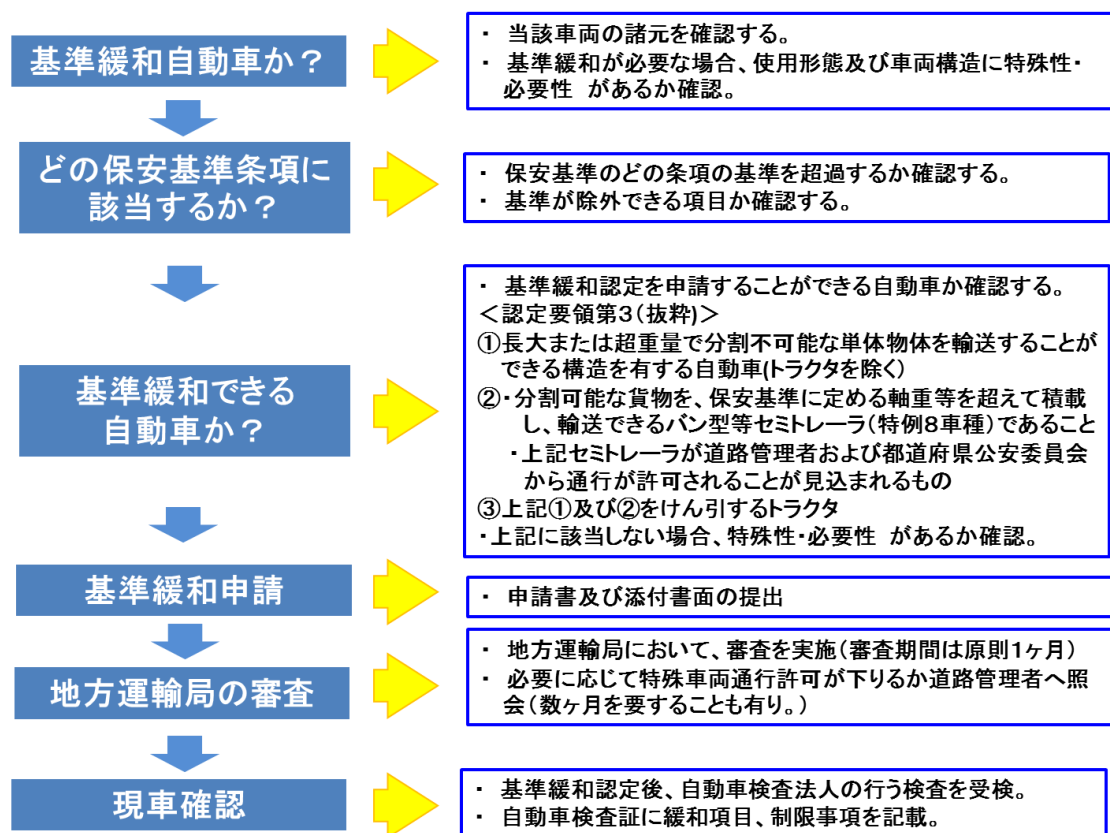 基準緩和自動車か？
・ 当該車両の諸元を確認する。
・ 基準緩和が必要な場合、使用形態及び車両構造に特殊性・
必要性 があるか確認。
どの保安基準条項に
該当するか？
・ 保安基準のどの条項の基準を超過するか確認する。
・ 基準が除外できる項目か確認する。
基準緩和できる
自動車か？
・ 基準緩和認定を申請することができる自動車か確認する。
＜認定要領第３（抜粋)＞
①長大または超重量で分割不可能な単体物体を輸送することが
できる構造を有する自動車(トラクタを除く）
②・分割可能な貨物を、保安基準に定める軸重等を超えて積載
し、輸送できるバン型等セミトレーラ（特例８車種）であること
・上記セミトレーラが道路管理者および都道府県公安委員会
から通行が許可されることが見込まれるもの
③上記①及び②をけん引するトラクタ
・上記に該当しない場合、特殊性・必要性 があるか確認。
基準緩和申請
・ 申請書及び添付書面の提出
地方運輸局の審査
・ 地方運輸局において、審査を実施（審査期間は原則1ヶ月）
・ 必要に応じて特殊車両通行許可が下りるか道路管理者へ照
会（数ヶ月を要することも有り。）
現車確認
・ 基準緩和認定後、自動車検査法人の行う検査を受検。
・ 自動車検査証に緩和項目、制限事項を記載。